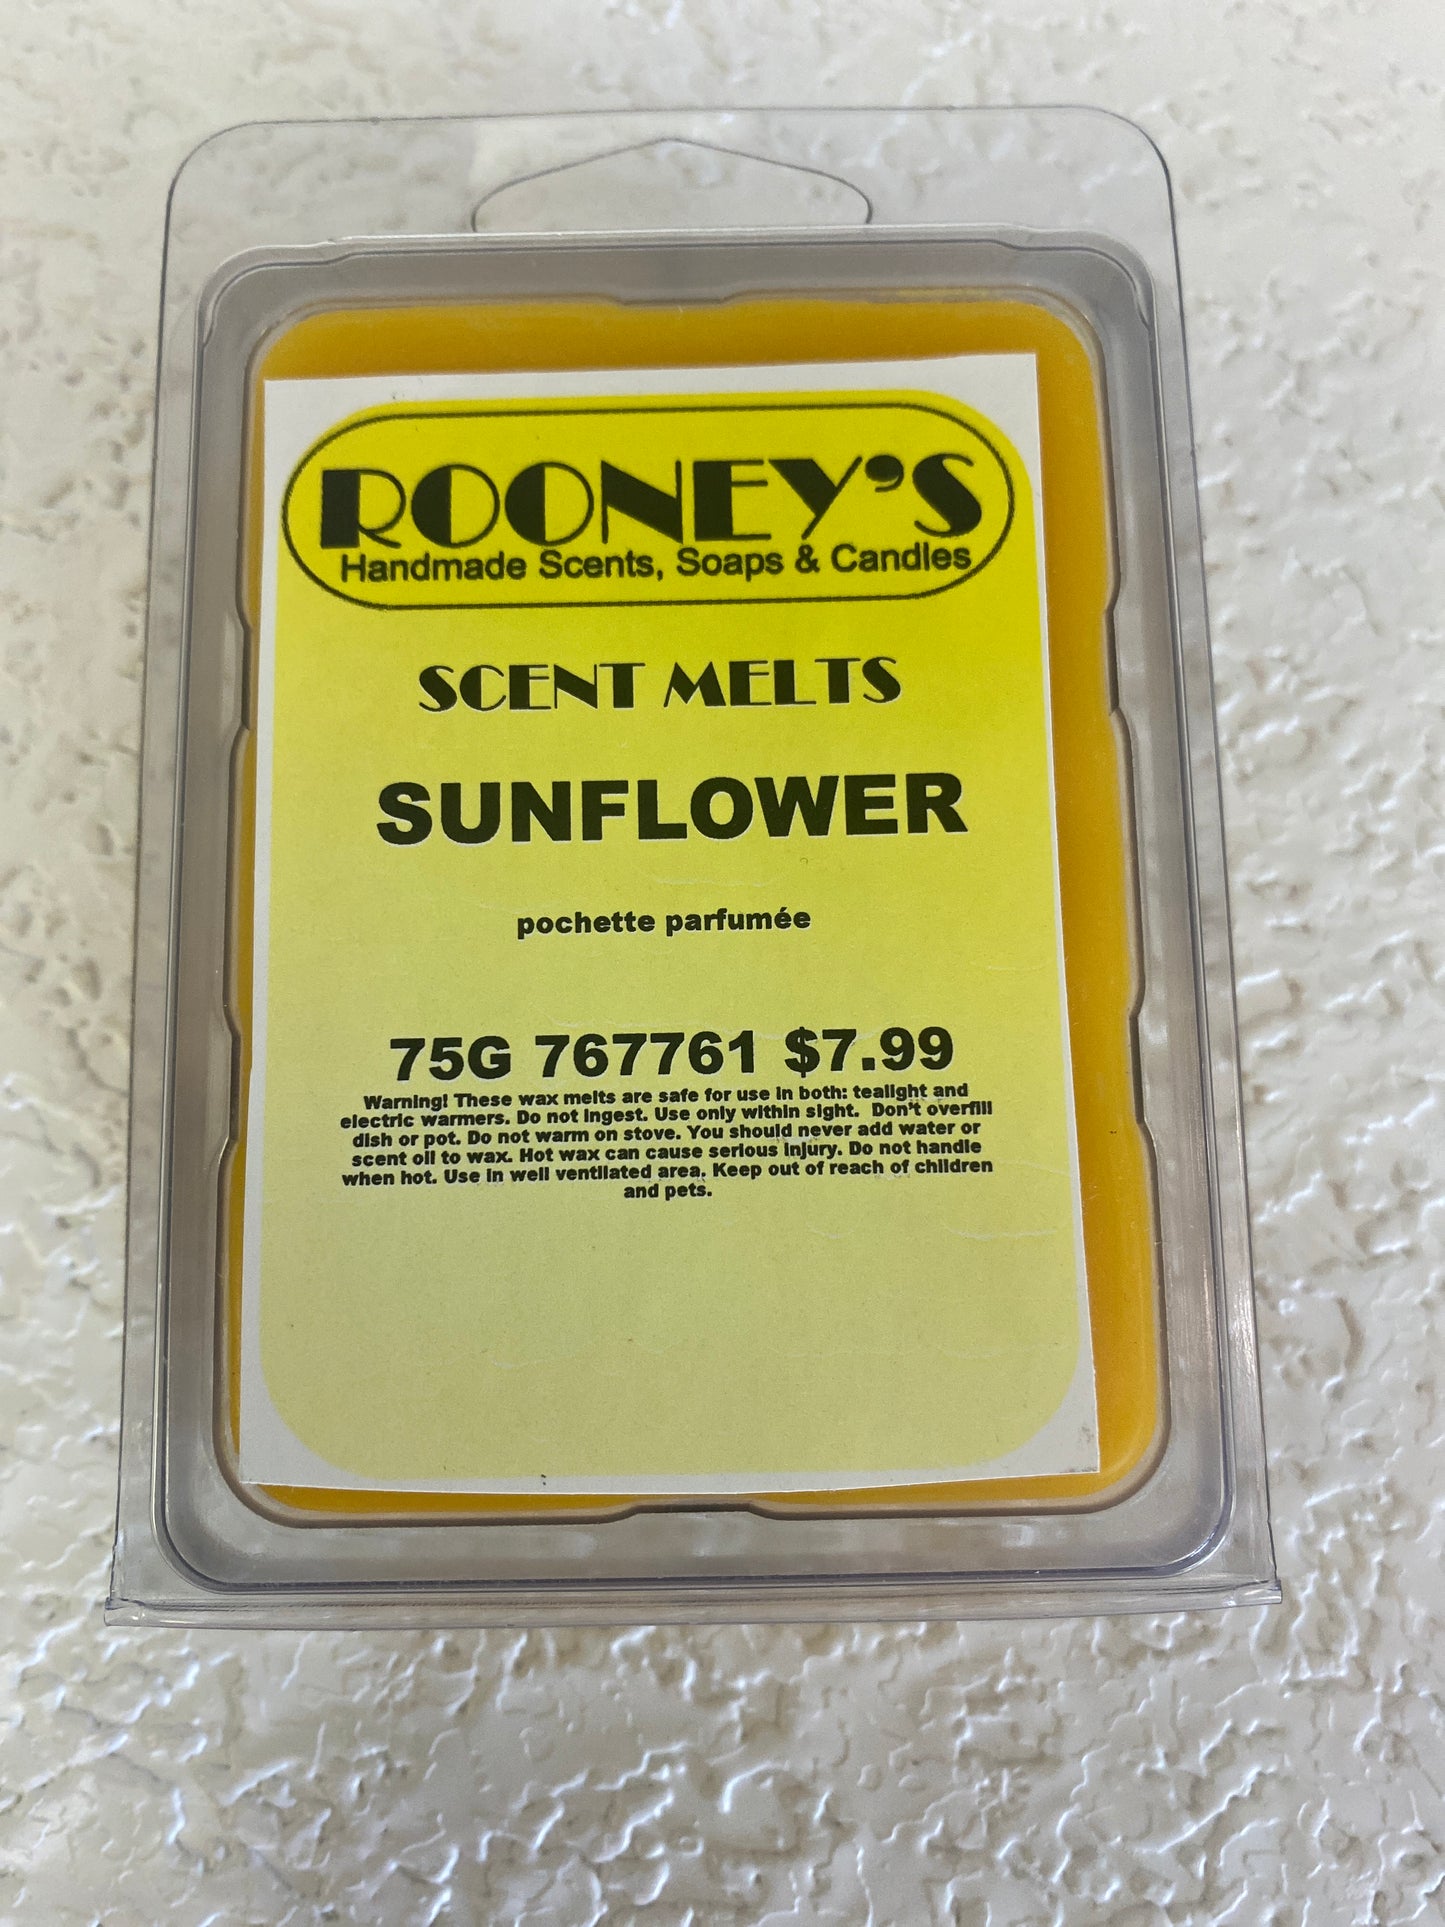 ROONEY'S
Handmade Scents, Soaps & Candles
SCENT MELTS
SUNFLOWER
pochette parfumée
75G 767761 $7.99
Warning! These wax melts are safe for use in both: tealight and
electric warmers. Do not ingest. Use only within sight. Don't overfill
dish or pot. Do not warm on stove. You should never add water or
scent oil to wax. Hot wax can cause serious injury. Do not handle
when hot. Use in well ventilated area. Keep out of reach of children
and pets.